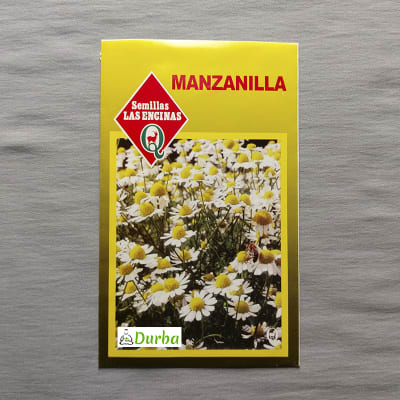 MANZANILLA
Semillas
LAS ENCINAS
Durba